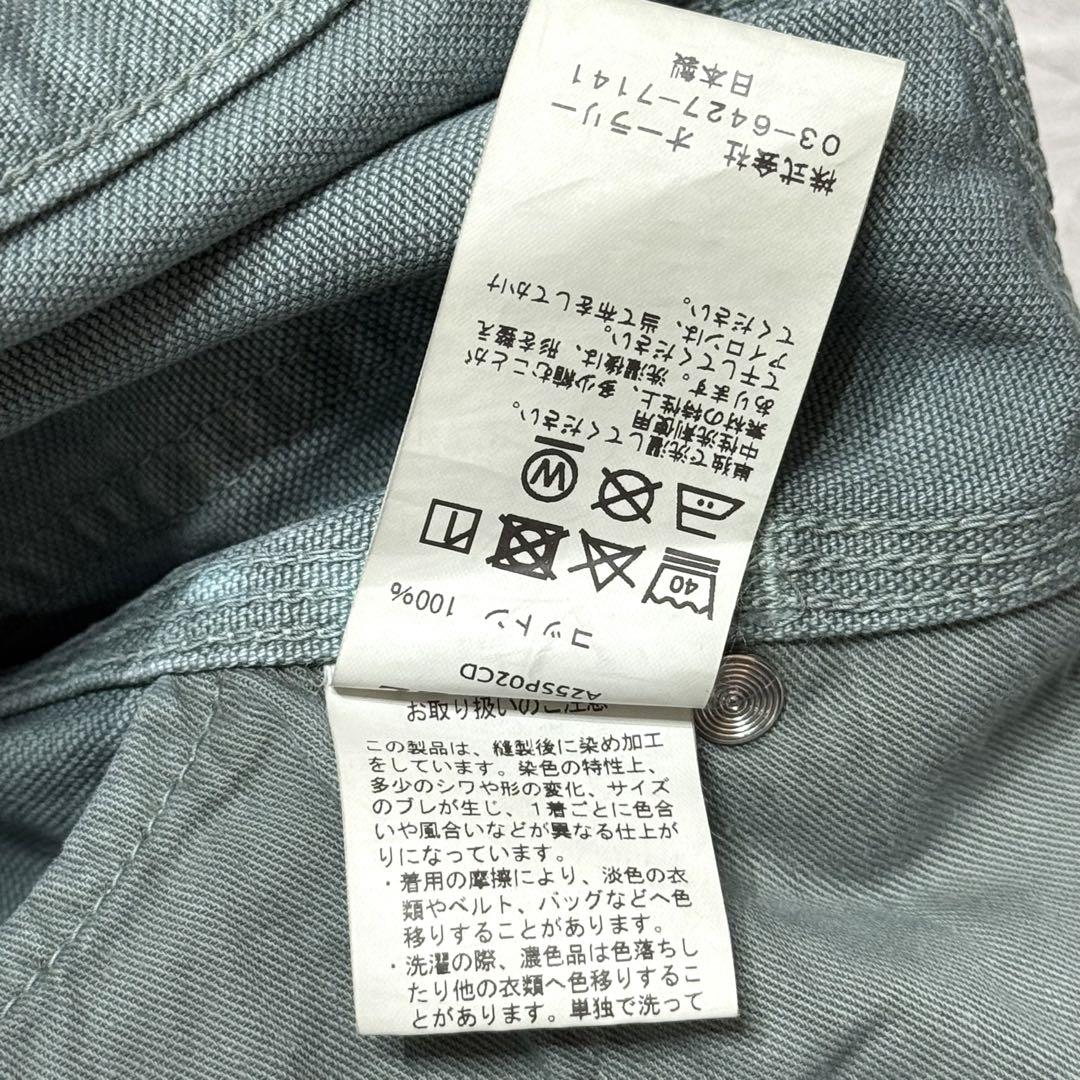 A25SP02CD
コットン 100%
40
W
単独で洗濯してください。
中性洗剤使用
素材の特性上、多少縮むことが
あります。洗濯後は、形を整え
て干してください。
アイロンは、当て布をしてかけ
てください。
株式会社 オーラリー
03-6427-7141
日本製
お取り扱いのご注意
この製品は、縫製後に染め加工
をしています。染色の特性上、
多少のシワや形の変化、サイズ
のブレが生じ、1着ごとに色合
いや風合いなどが異なる仕上が
りになっています。
・着用の摩擦により、淡色の衣
類やベルト、バッグなどへ色
移りすることがあります。
・洗濯の際、濃色品は色落ちし
たり他の衣類へ色移りするこ
とがあります。単独で洗って